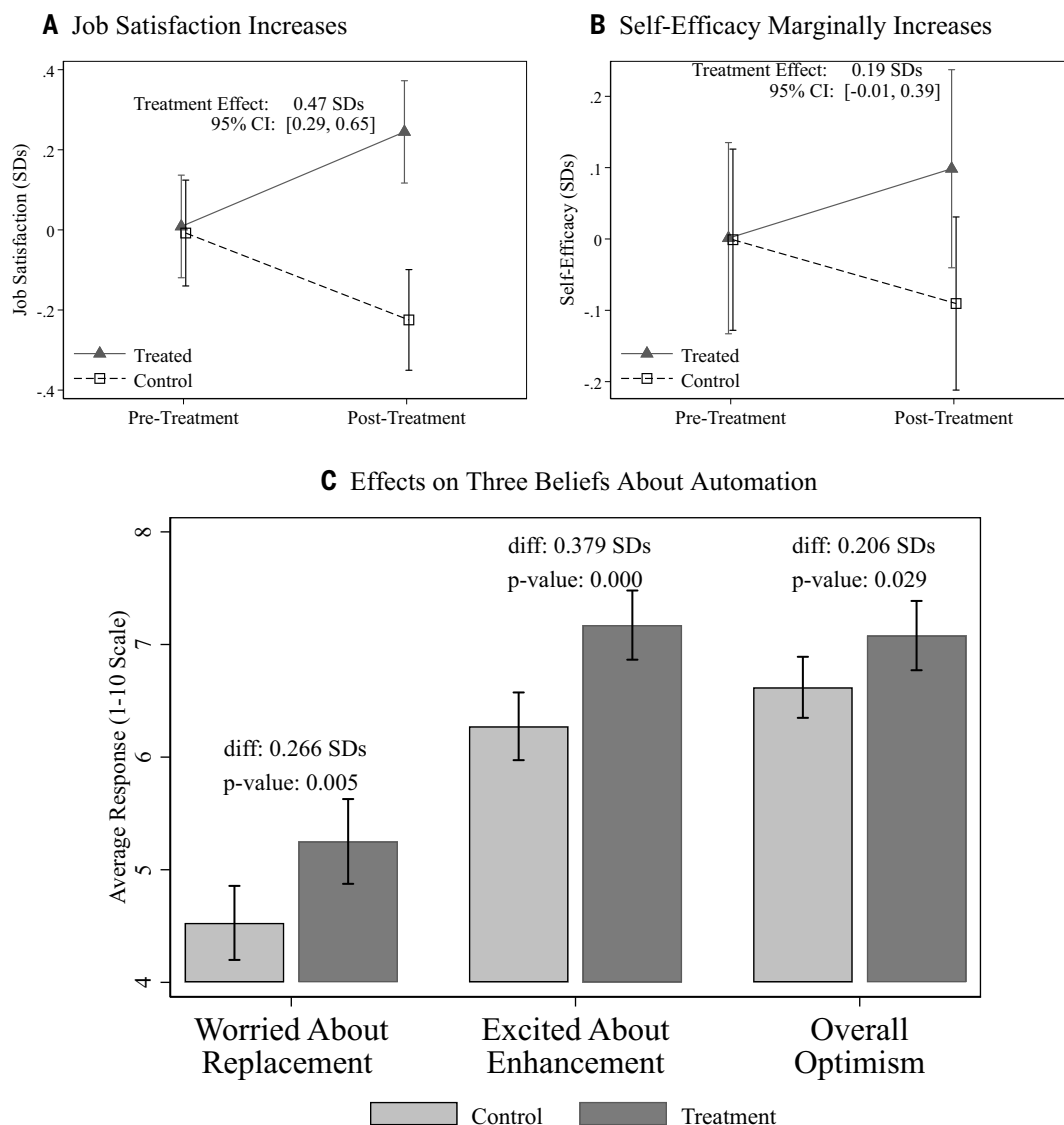 A Job Satisfaction Increases
Treatment Effect: 0.47 SDs
95% CI: [0.29, 0.65]
Job Satisfaction (SDs)
.4
.2
0
-.2
-.4
Treated
Control
Pre-Treatment Post-Treatment
B Self-Efficacy Marginally Increases
Treatment Effect: 0.19 SDs
95% CI: [-0.01, 0.39]
Self-Efficacy (SDs)
.2
0.1
0
-0.1
-.2
Treated
Control
Pre-Treatment Post-Treatment
C Effects on Three Beliefs About Automation
Average Response (1-10 Scale)
8
7
6
5
4
diff: 0.266 SDs
p-value: 0.005
diff: 0.379 SDs
p-value: 0.000
diff: 0.206 SDs
p-value: 0.029
Worried About
Replacement
Excited About
Enhancement
Overall
Optimism
Control Treatment